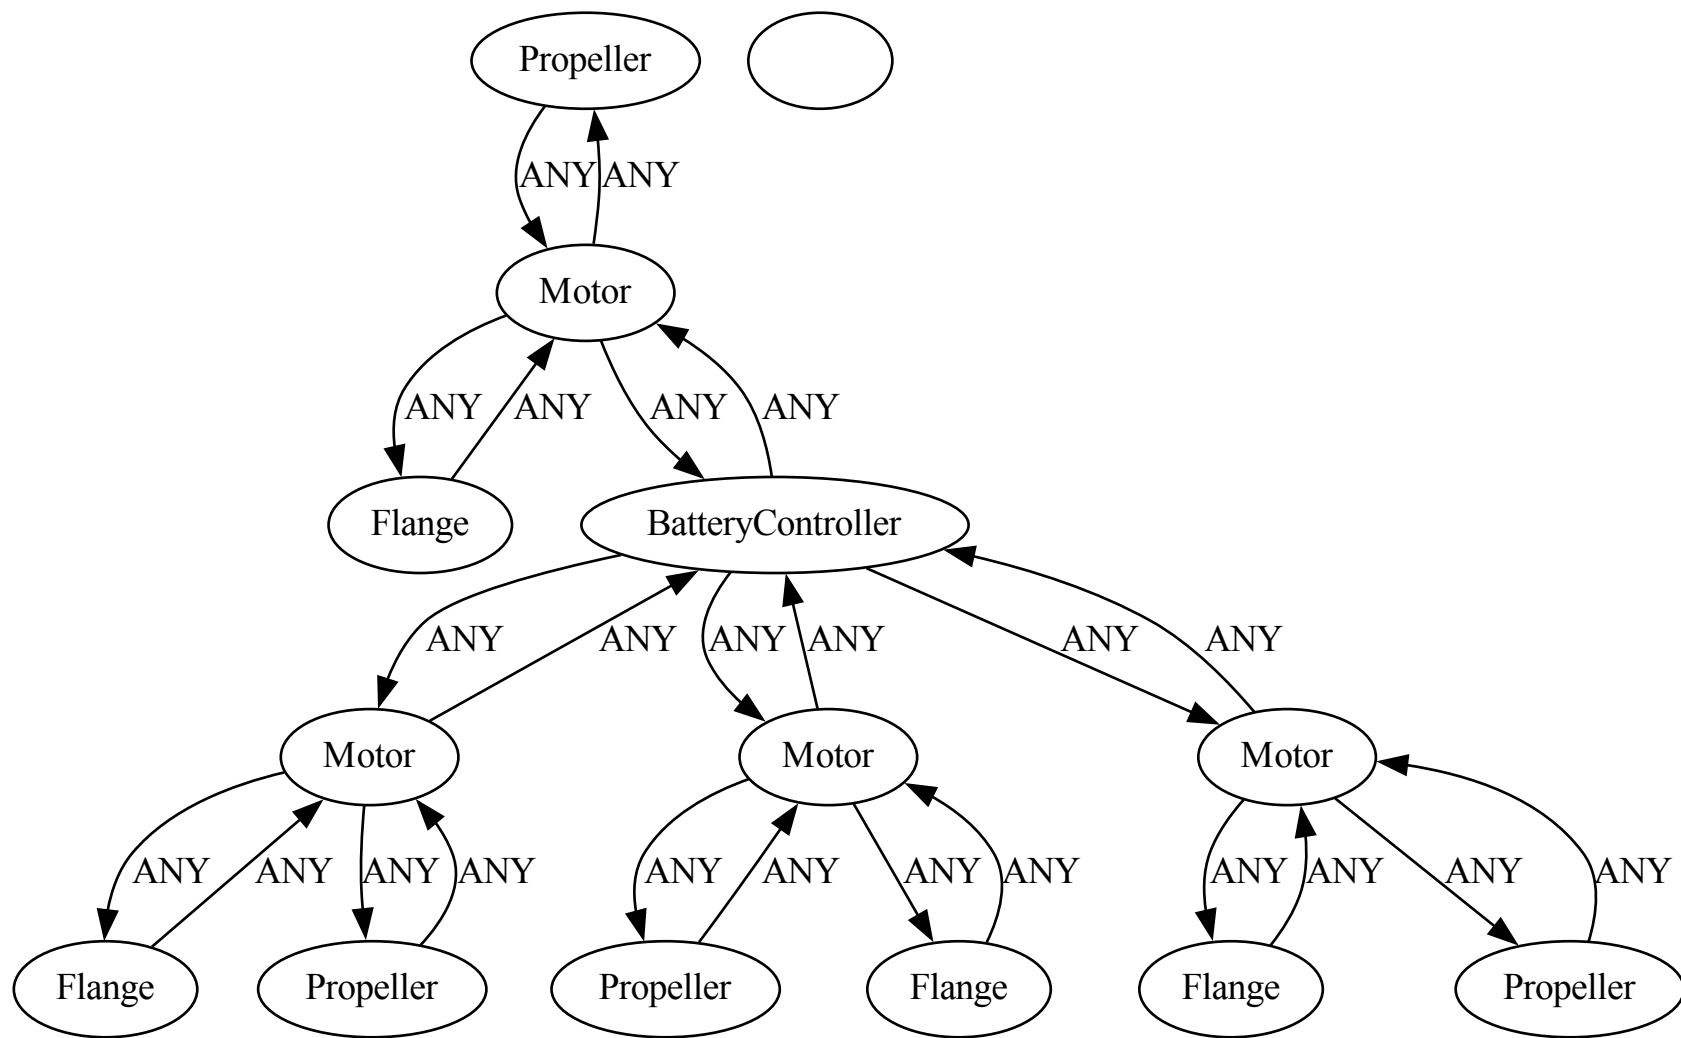 Propeller
ANY ANY
Motor
ANY ANY ANY ANY
Flange BatteryController
ANY ANY ANY ANY ANY ANY
Motor Motor Motor
ANY ANY ANY ANY ANY ANY ANY ANY ANY ANY ANY ANY
Flange Propeller Propeller Flange Flange Propeller